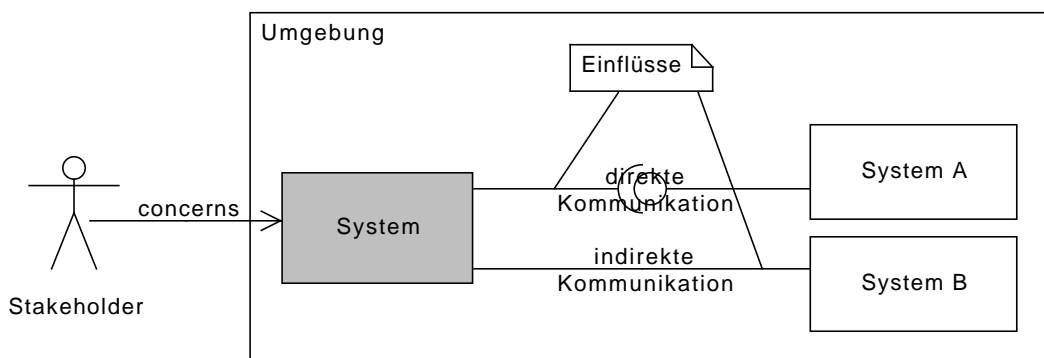 Umgebung
Einflüsse
direkte
Kommunikation
System A
concerns
System
indirekte
Kommunikation
System B
Stakeholder